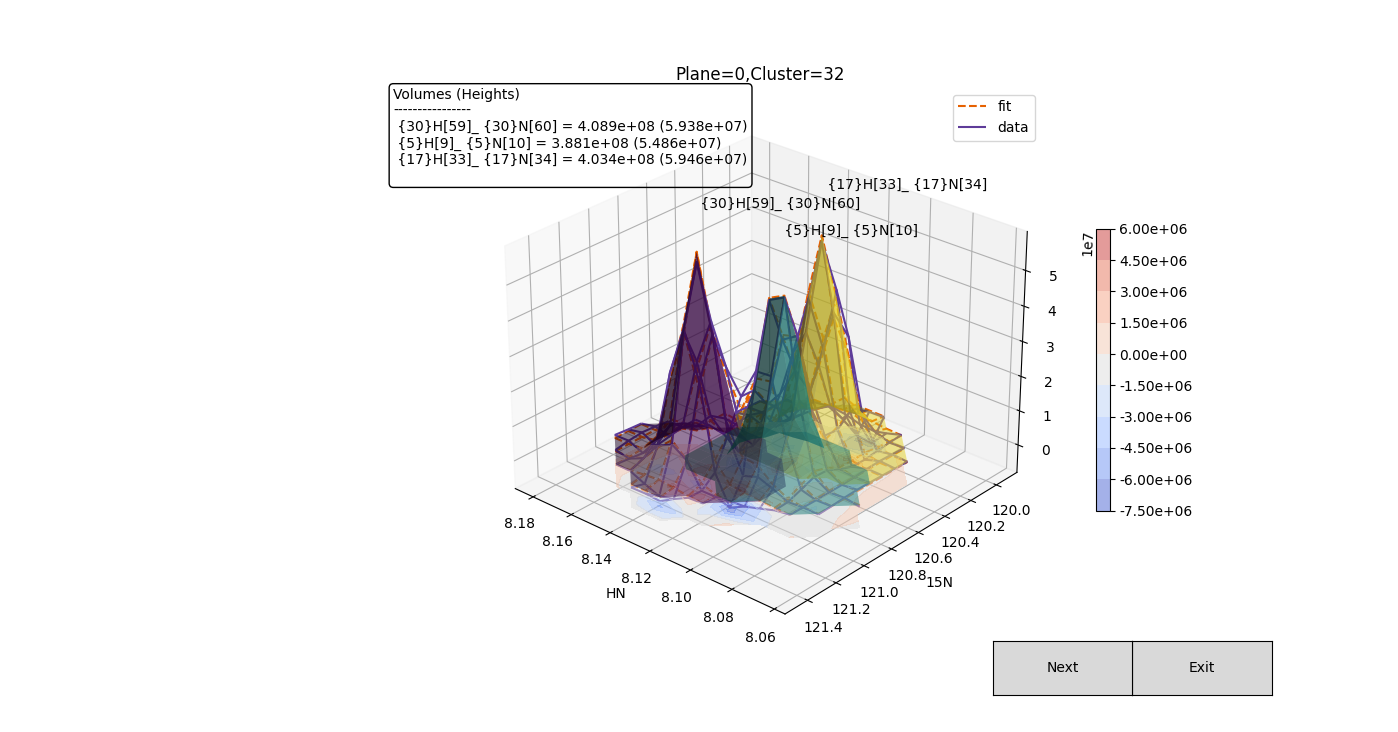 Plane=0,Cluster=32
Volumes (Heights)
----------------
{30}H[59]_ {30}N[60] = 4.089e+08 (5.938e+07)
{5}H[9]_ {5}N[10] = 3.881e+08 (5.486e+07)
{17}H[33]_ {17}N[34] = 4.034e+08 (5.946e+07)
fit
data
{17}H[33]_ {17}N[34]
{30}H[59]_ {30}N[60]
{5}H[9]_ {5}N[10]
1e7
5
4
3
2
1
0
6.00e+06
4.50e+06
3.00e+06
1.50e+06
0.00e+00
-1.50e+06
-3.00e+06
-4.50e+06
-6.00e+06
-7.50e+06
8.18
8.16
8.14
8.12
8.10
8.08
8.06
HN
120.0
120.2
120.4
120.6
120.8
121.0
121.2
121.4
15N
Next
Exit